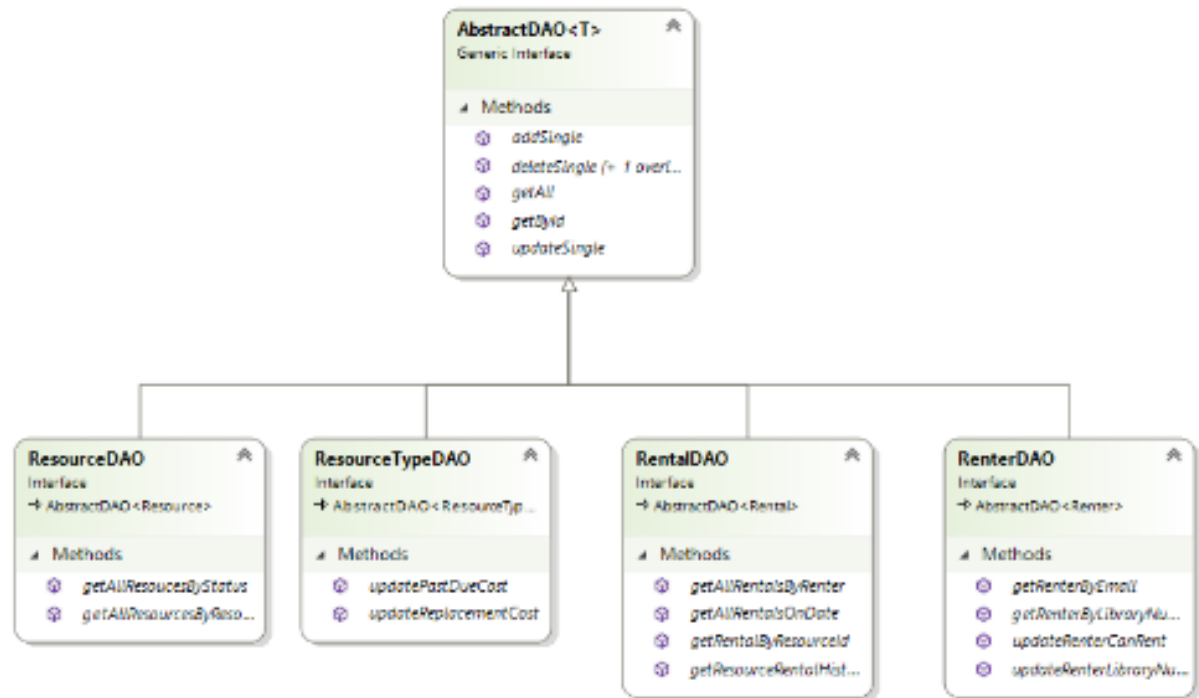 AbstractDAO<T>
Generic Interface
Methods
addSingle
deleteSingle (+ 1 overl...
getAll
getById
updateSingle
ResourceDAO
Interface
AbstractDAO<Resource>
Methods
getAllResoucesByStatus
getAllResourcesByReso...
ResourceTypeDAO
Interface
AbstractDAO<ResourceTyp...
Methods
updatePastDueCost
updateReplacementCost
RentalDAO
Interface
AbstractDAO<Rental>
Methods
getAllRentalsByRenter
getAllRentalsOnDate
getRentalByResourceId
getResourceRentalHist...
RenterDAO
Interface
AbstractDAO<Renter>
Methods
getRenterByEmail
getRenterByLibraryNu...
updateRenterCanRent
updateRenterLibraryNu...